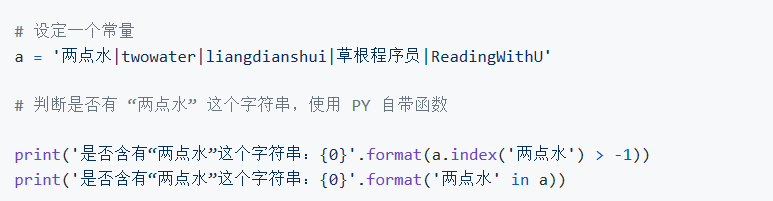 # 设定一个常量
a = '两点水|twowater|liangdianshui|草根程序员|ReadingWithU'
# 判断是否有 “两点水” 这个字符串，使用 PY 自带函数
print('是否含有“两点水”这个字符串：{0}'.format(a.index('两点水') > -1))
print('是否含有“两点水”这个字符串：{0}'.format('两点水' in a))